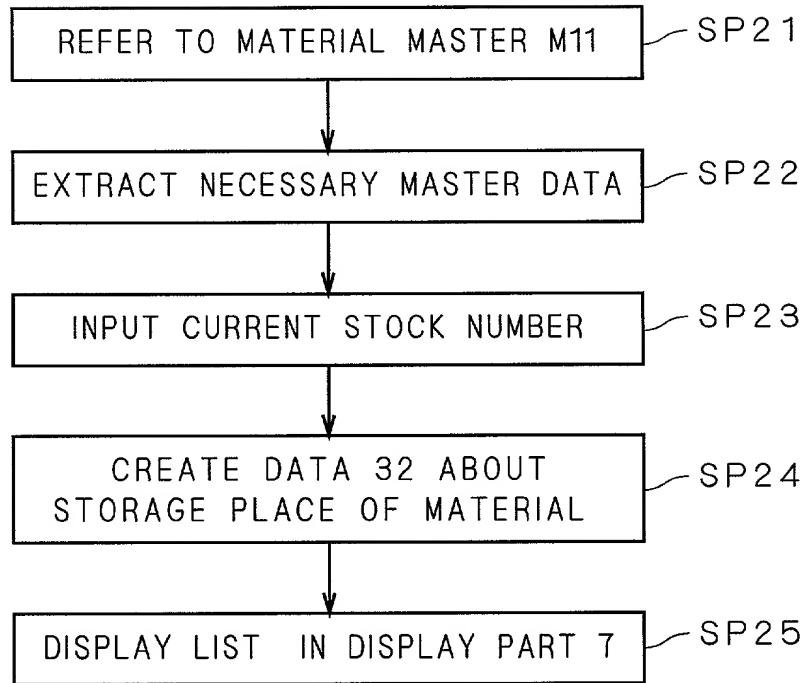 REFER TO MATERIAL MASTER M11
SP21
EXTRACT NECESSARY MASTER DATA
SP22
INPUT CURRENT STOCK NUMBER
SP23
CREATE DATA 32 ABOUT
STORAGE PLACE OF MATERIAL
SP24
DISPLAY LIST IN DISPLAY PART 7
SP25